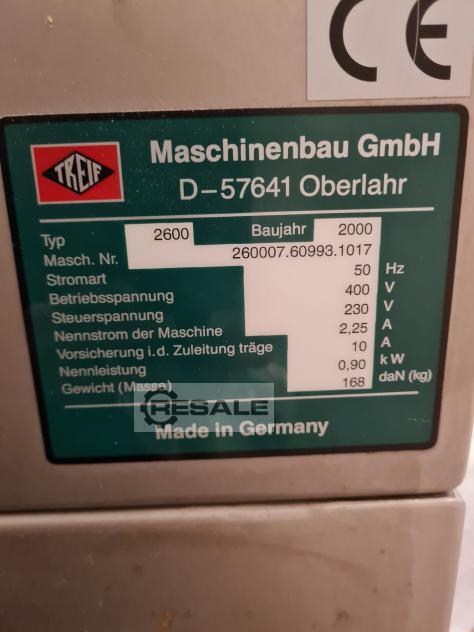 CE
TREIF
Maschinenbau GmbH
D-57641 Oberlahr
Typ 2600 Baujahr 2000
Masch. Nr. 260007.60993.1017
Stromart 50 Hz
Betriebsspannung 400 V
Steuerspannung 230 V
Nennstrom der Maschine 2,25 A
Vorsicherung i.d. Zuleitung träge 10 A
Nennleistung 0,90 kW
Gewicht (Masse) 168 daN (kg)
RESALE
Made in Germany